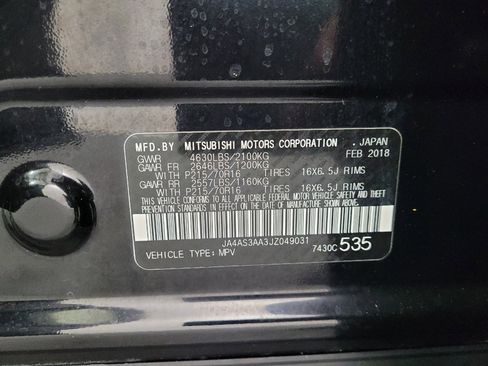 MFD.BY MITSUBISHI MOTORS CORPORATION, JAPAN
GVWR 4630LBS/2100KG FEB 2018
GAWR FR 2646LBS/1200KG
WITH P215/70R16 TIRES 16X6.5J RIMS
GAWR RR 2557LBS/1160KG
WITH P215/70R16 TIRES 16X6.5J RIMS
THIS VEHICLE CONFORMS TO ALL APPLICABLE
FEDERAL MOTOR VEHICLE SAFETY STANDARDS IN EFFECT
ON THE DATE OF MANUFACTURE SHOWN ABOVE.
JA4AS3AA3JZ049031
VEHICLE TYPE: MPV 7430C 535